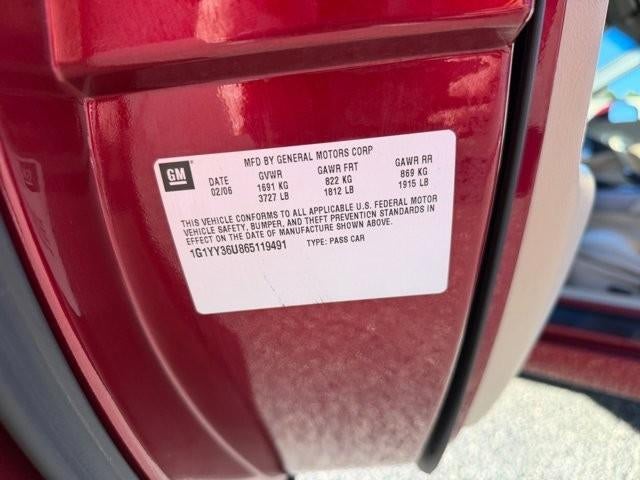 MFD BY GENERAL MOTORS CORP
GM DATE GVWR GAWR FRT GAWR RR
02/06 1691 KG 822 KG 869 KG
3727 LB 1812 LB 1915 LB
THIS VEHICLE CONFORMS TO ALL APPLICABLE U.S. FEDERAL MOTOR
VEHICLE SAFETY, BUMPER, AND THEFT PREVENTION STANDARDS IN
EFFECT ON THE DATE OF MANUFACTURE SHOWN ABOVE.
1G1YY36U865119491 TYPE: PASS CAR